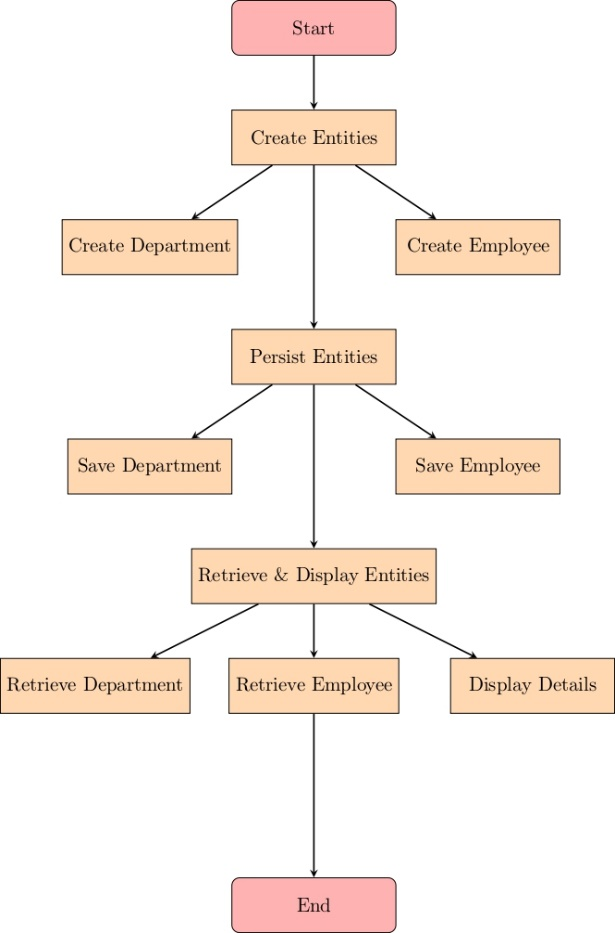 Start
Create Entities
Create Department
Create Employee
Persist Entities
Save Department
Save Employee
Retrieve & Display Entities
Retrieve Department
Retrieve Employee
Display Details
End